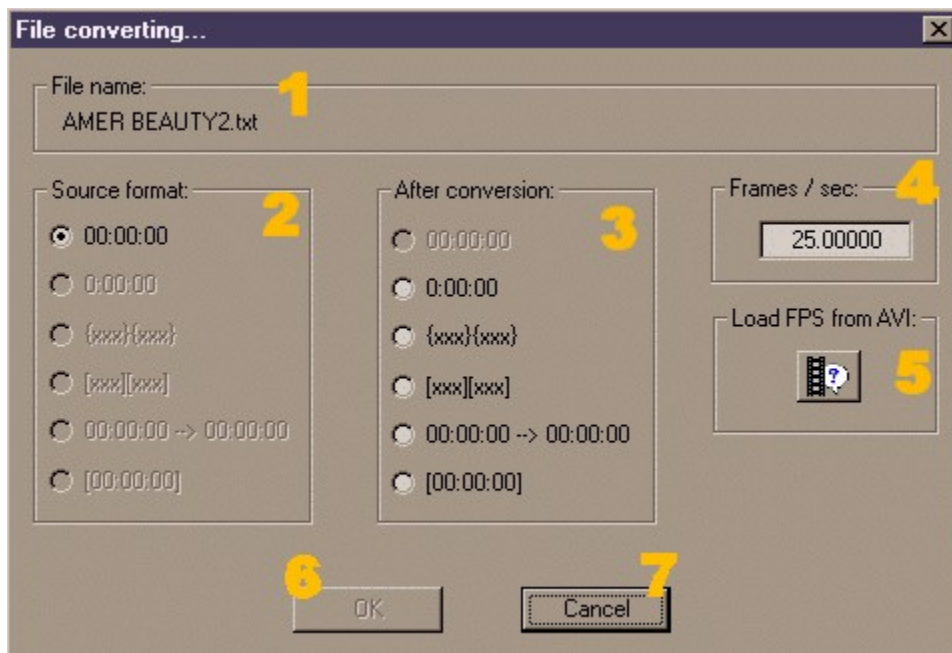 File converting...
File name:
1
AMER BEAUTY2.txt
Source format:
2
00:00:00
0:00:00
{xxx}{xxx}
[xxx][xxx]
00:00:00 --> 00:00:00
[00:00:00]
After conversion:
3
00:00:00
0:00:00
{xxx}{xxx}
[xxx][xxx]
00:00:00 --> 00:00:00
[00:00:00]
Frames / sec:
4
25.00000
Load FPS from AVI:
5
?
6
OK
7
Cancel